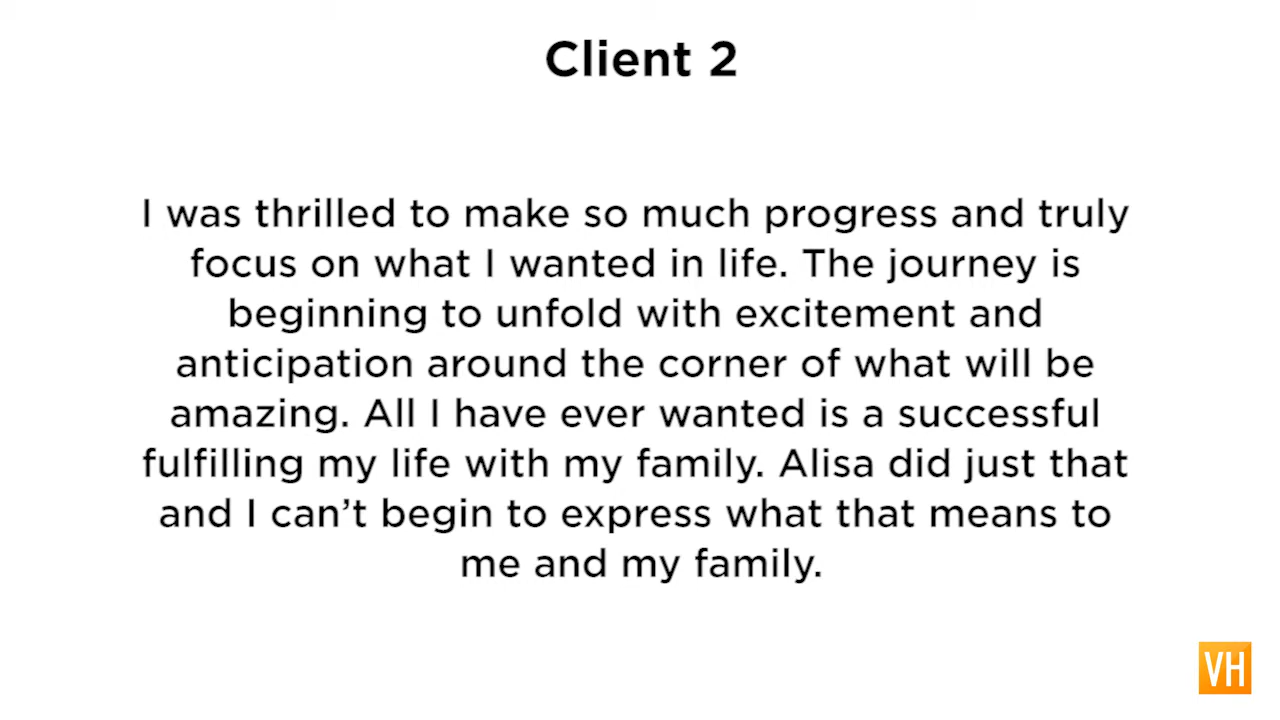 Client 2
I was thrilled to make so much progress and truly
focus on what I wanted in life. The journey is
beginning to unfold with excitement and
anticipation around the corner of what will be
amazing. All I have ever wanted is a successful
fulfilling my life with my family. Alisa did just that
and I can’t begin to express what that means to
me and my family.
VH